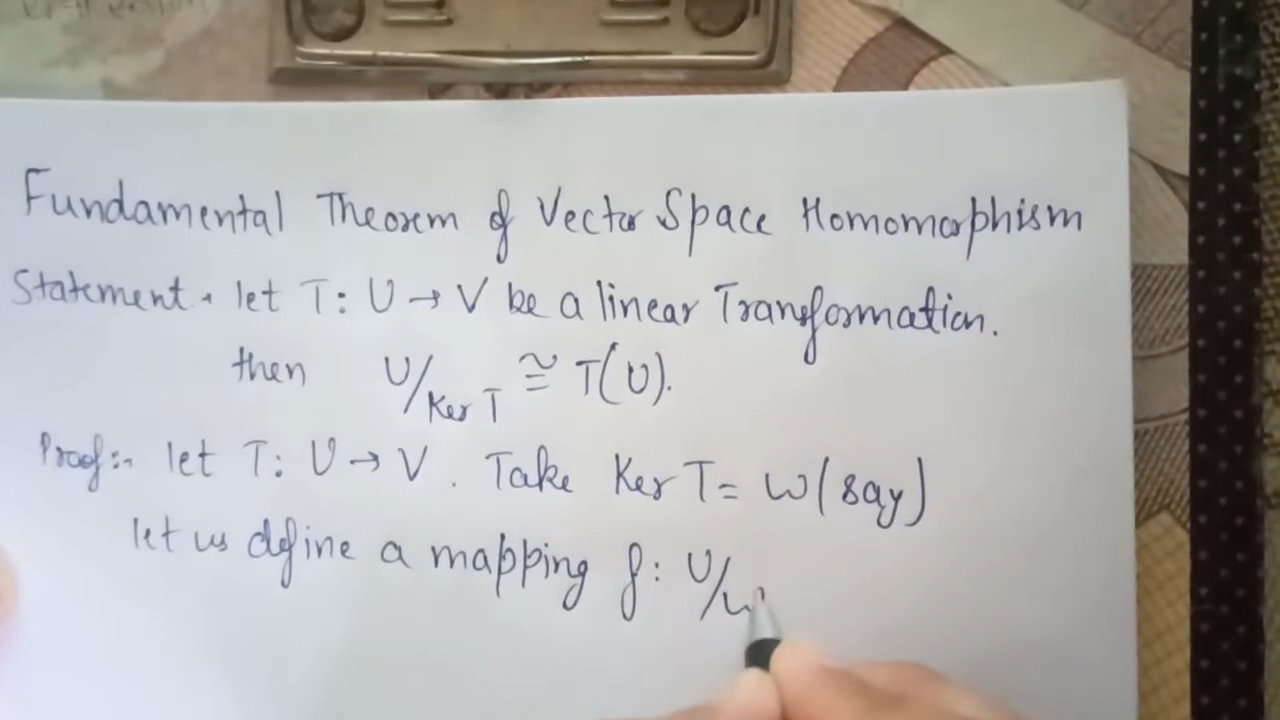 Fundamental Theorem of Vector Space Homomorphism
Statement. let T: U → V be a linear Transformation.
then U/Ker T ≅ T(U).
Proof:- let T: U → V. Take Ker T = W (say)
let us define a mapping f: U/W